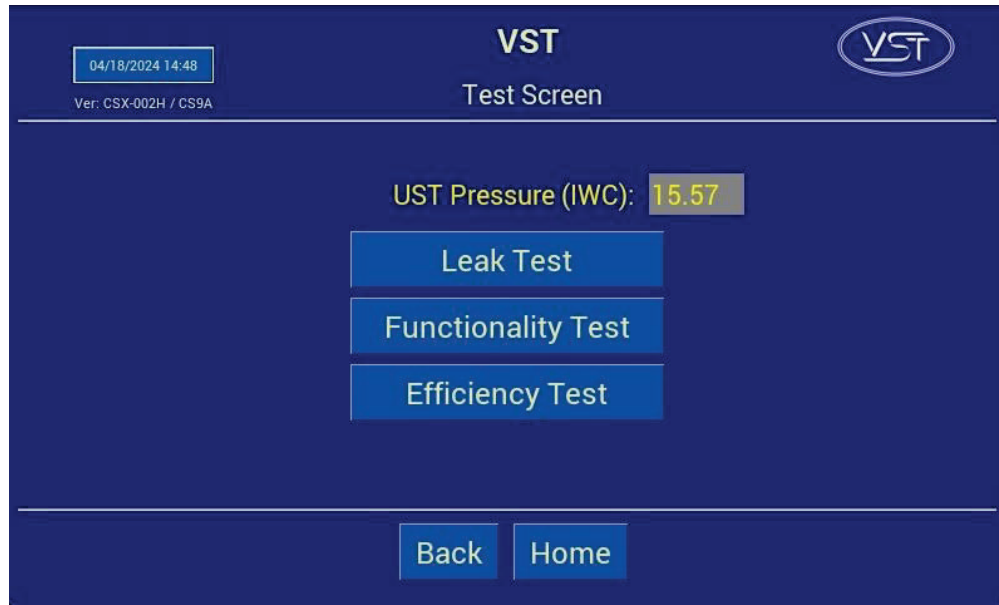 VST
04/18/2024 14:48
VST
Ver: CSX-002H / CS9A
Test Screen
UST Pressure (IWC): 15.57
Leak Test
Functionality Test
Efficiency Test
Back Home